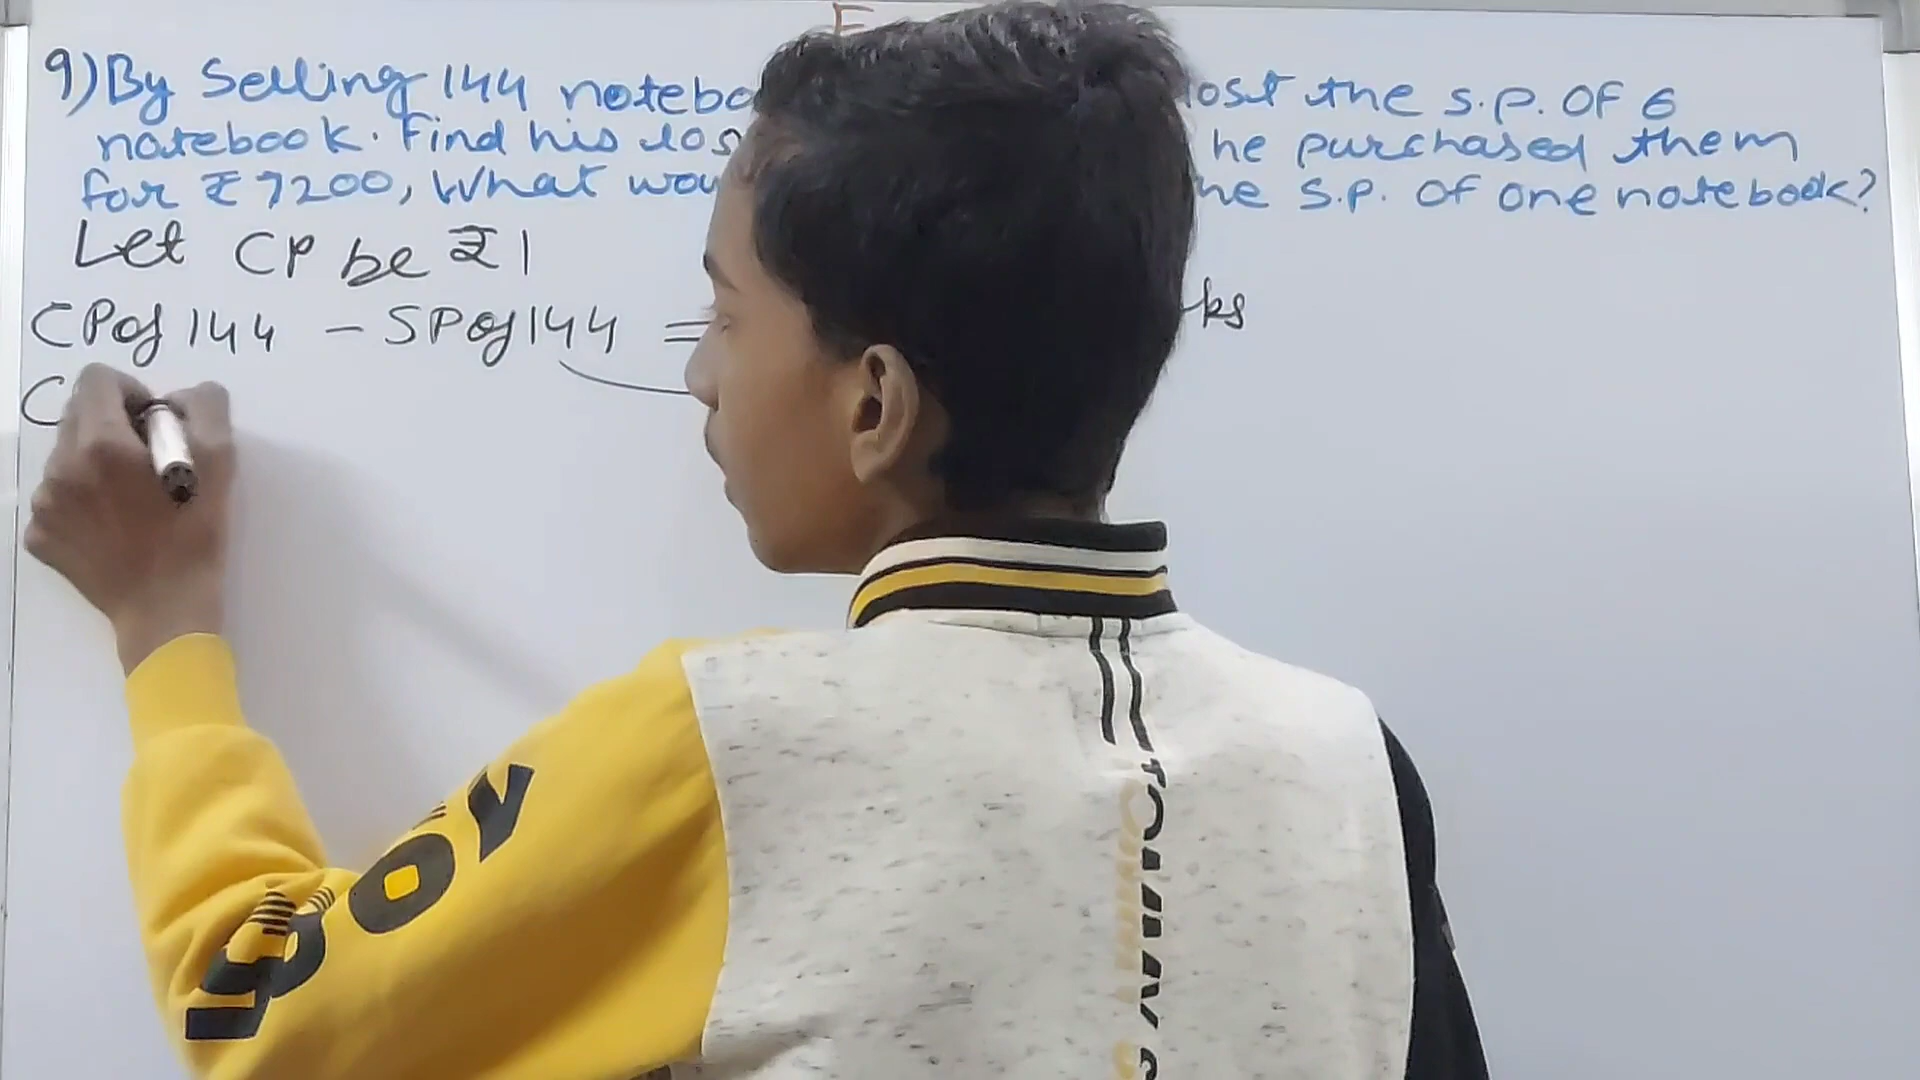 9) By Selling 144 notebo lost the S.P. OF 6
notebook. Find his los he purchased them
for ₹7200, What wou he S.P. Of one notebook?
Let CP be ₹1
CP of 144 - SP of 144 = ks
C